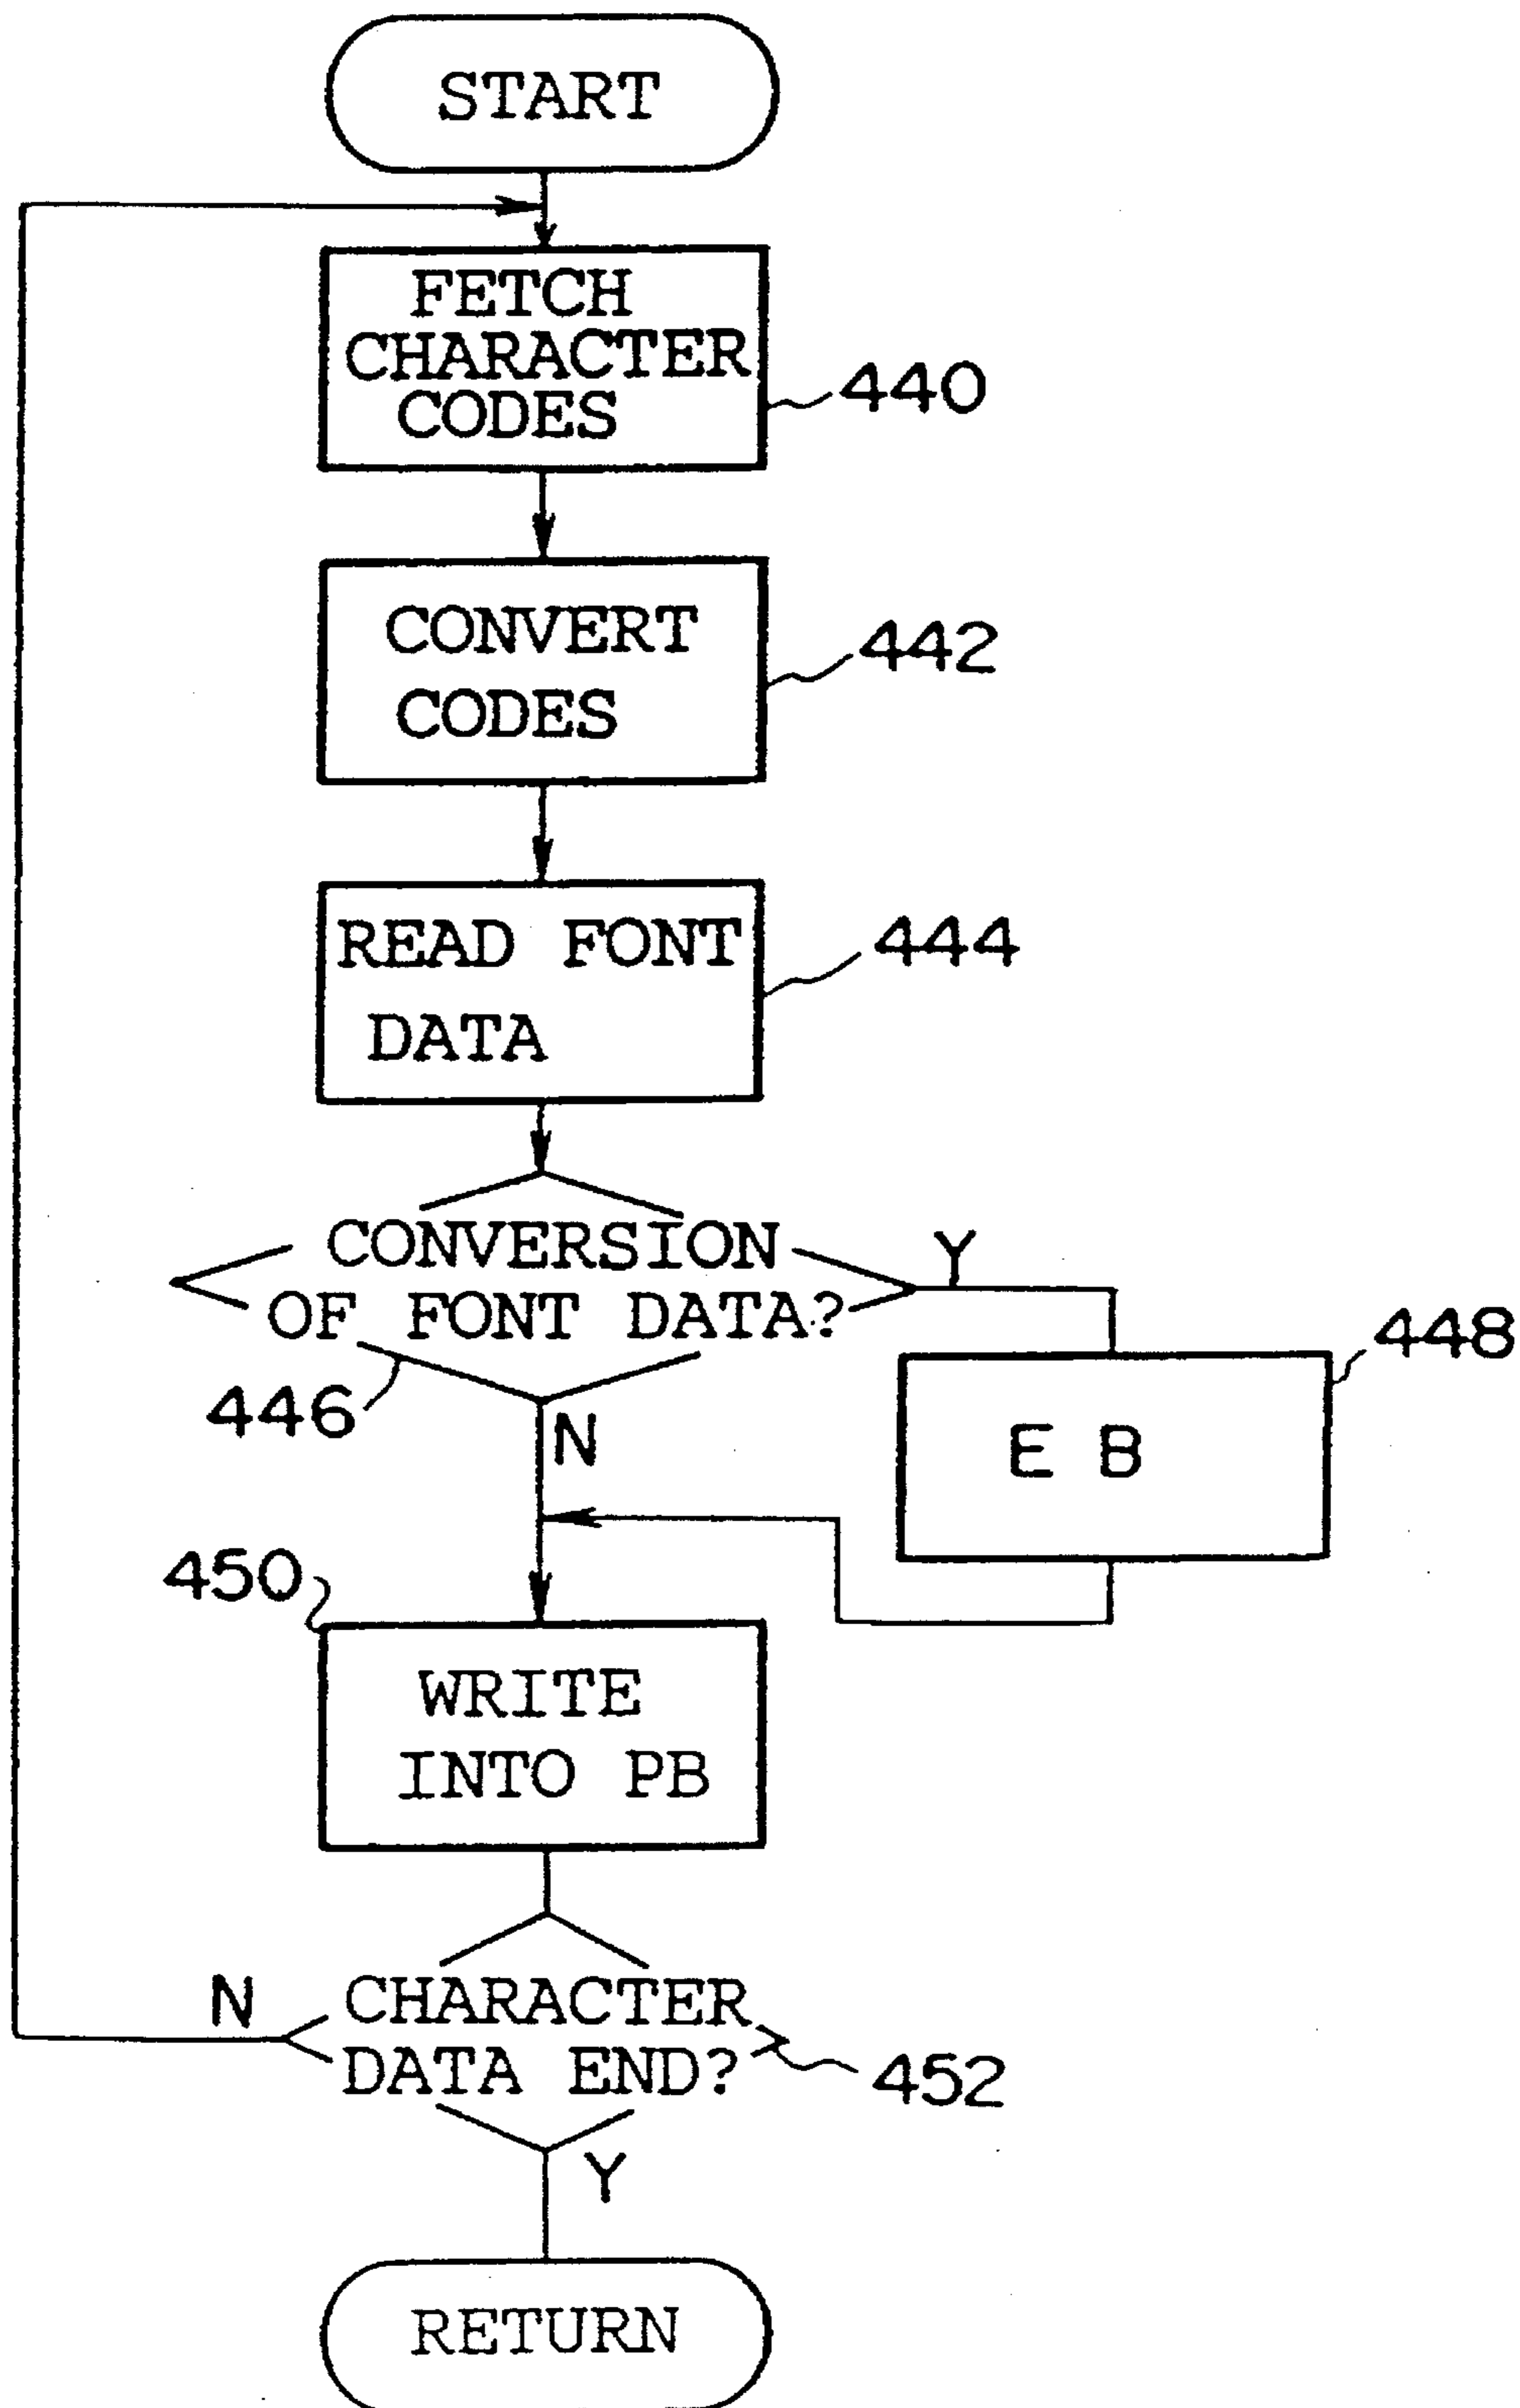 START
FETCH
CHARACTER
CODES
440
CONVERT
CODES
442
READ FONT
DATA
444
CONVERSION
OF FONT DATA?
Y
446
N
448
E B
450
WRITE
INTO PB
N
CHARACTER
DATA END?
452
Y
RETURN